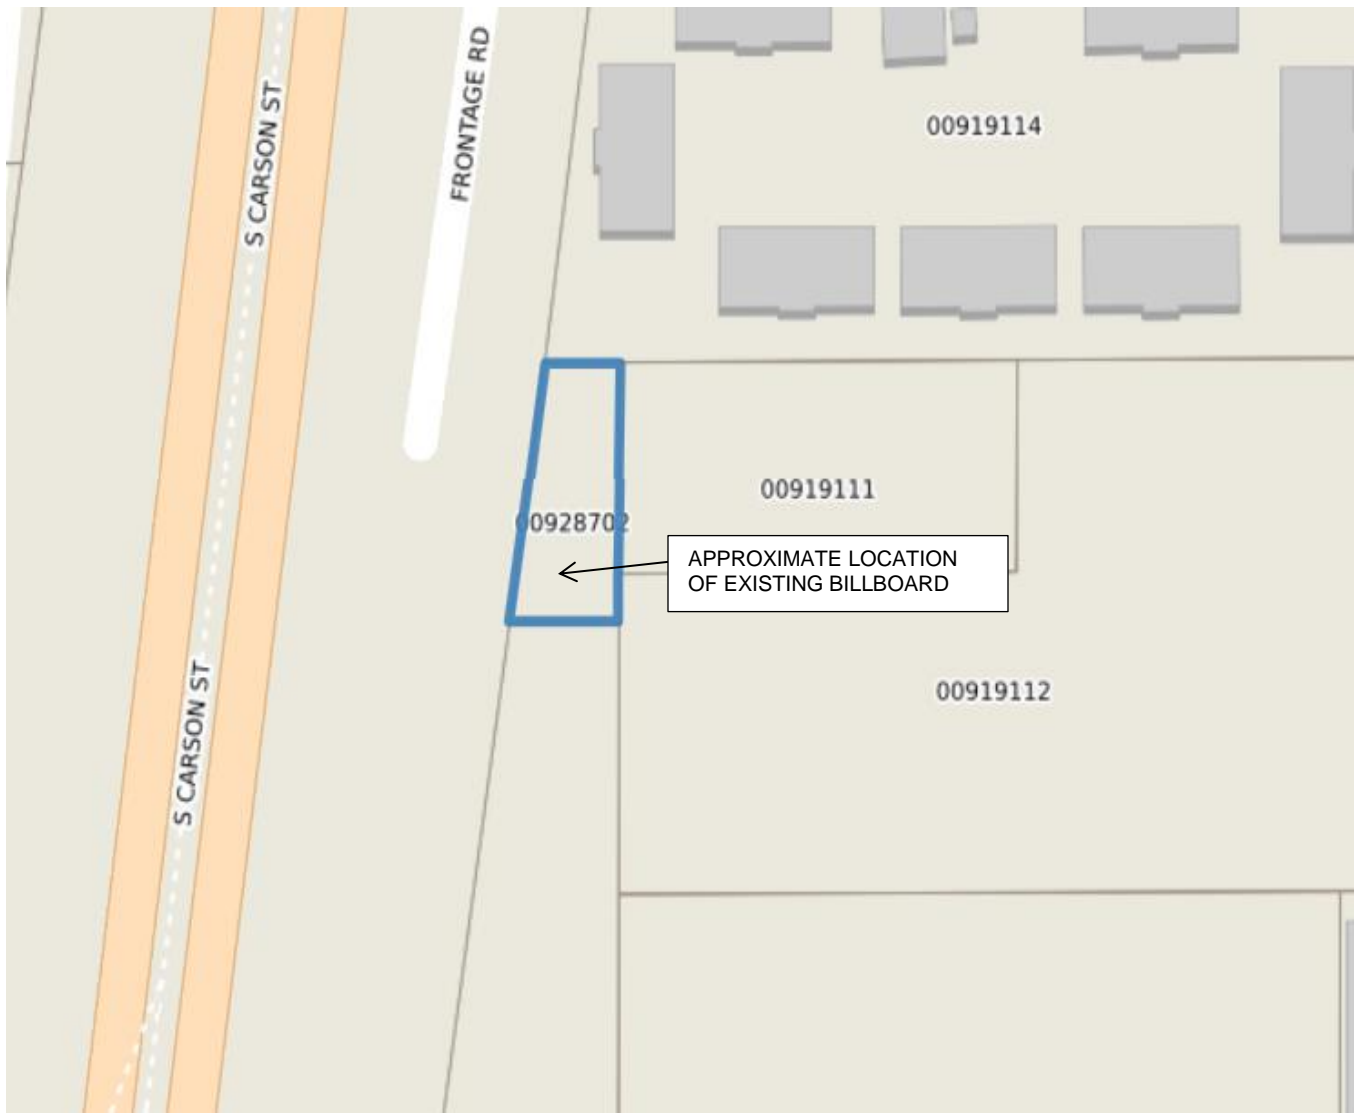 S CARSON ST
FRONTAGE RD
00919114
00919111
00928702
APPROXIMATE LOCATION
OF EXISTING BILLBOARD
00919112
S CARSON ST